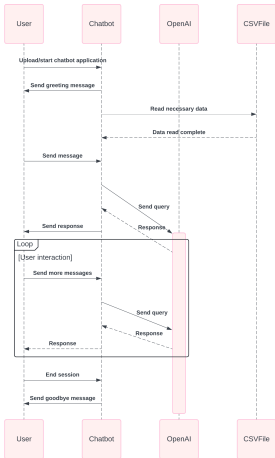 User Chatbot OpenAI CSVFile
Upload/start chatbot application
Send greeting message
Read necessary data
Data read complete
Send message
Send query
Response
Send response
Loop
[User interaction]
Send more messages
Send query
Response
Response
End session
Send goodbye message
User Chatbot OpenAI CSVFile